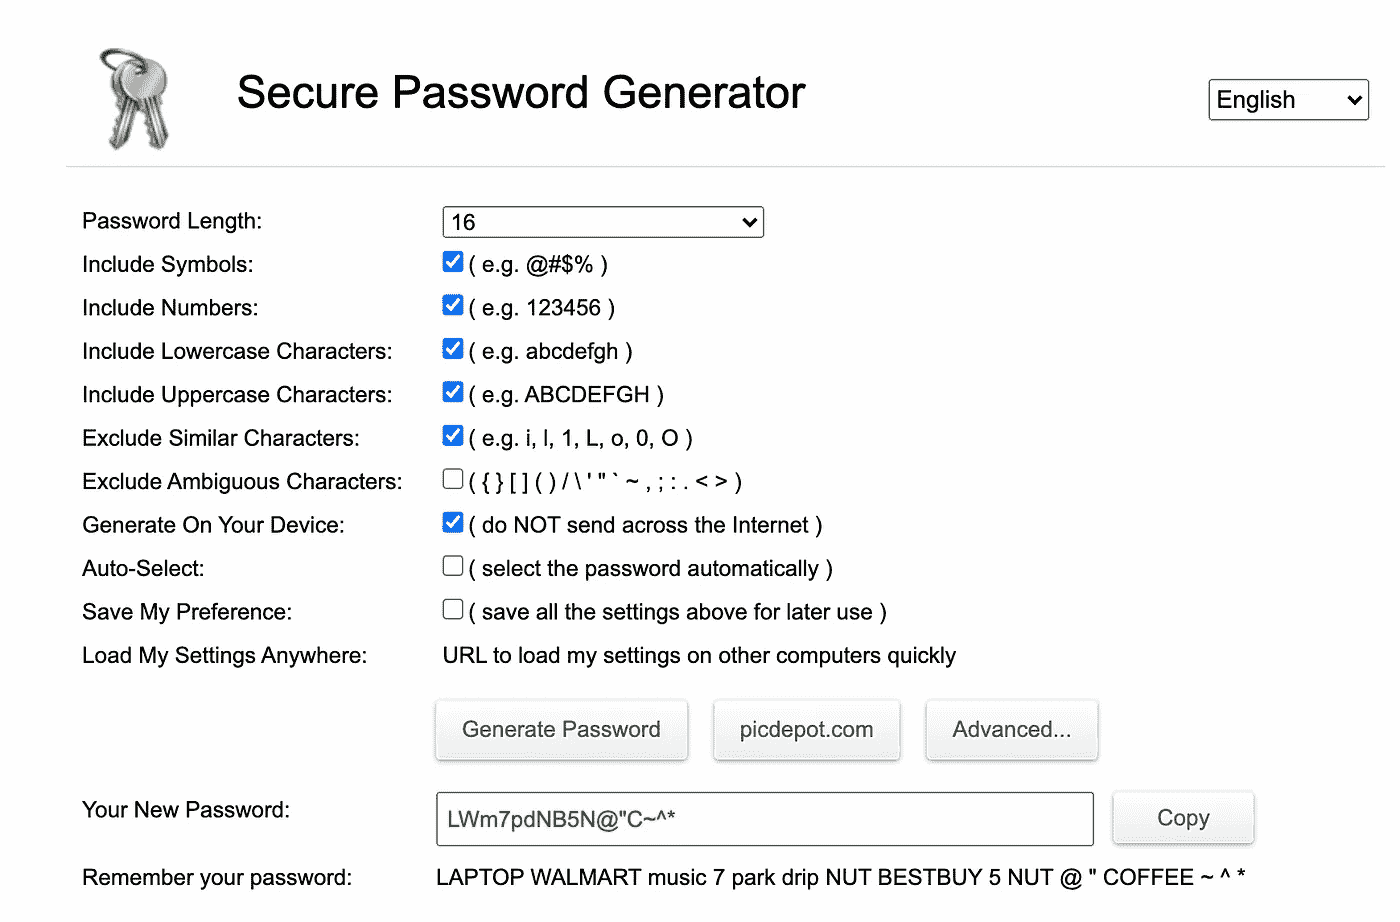 Secure Password Generator
English
Password Length: 16
Include Symbols: ( e.g. @#$% )
Include Numbers: ( e.g. 123456 )
Include Lowercase Characters: ( e.g. abcdefgh )
Include Uppercase Characters: ( e.g. ABCDEFGH )
Exclude Similar Characters: ( e.g. i, l, 1, L, o, 0, O )
Exclude Ambiguous Characters: ( { } [ ] ( ) / \ ' " ` ~ , ; : . < > )
Generate On Your Device: ( do NOT send across the Internet )
Auto-Select: ( select the password automatically )
Save My Preference: ( save all the settings above for later use )
Load My Settings Anywhere: URL to load my settings on other computers quickly
Generate Password picdepot.com Advanced...
Your New Password: LWm7pdNB5N@"C~^* Copy
Remember your password: LAPTOP WALMART music 7 park drip NUT BESTBUY 5 NUT @ " COFFEE ~ ^ *